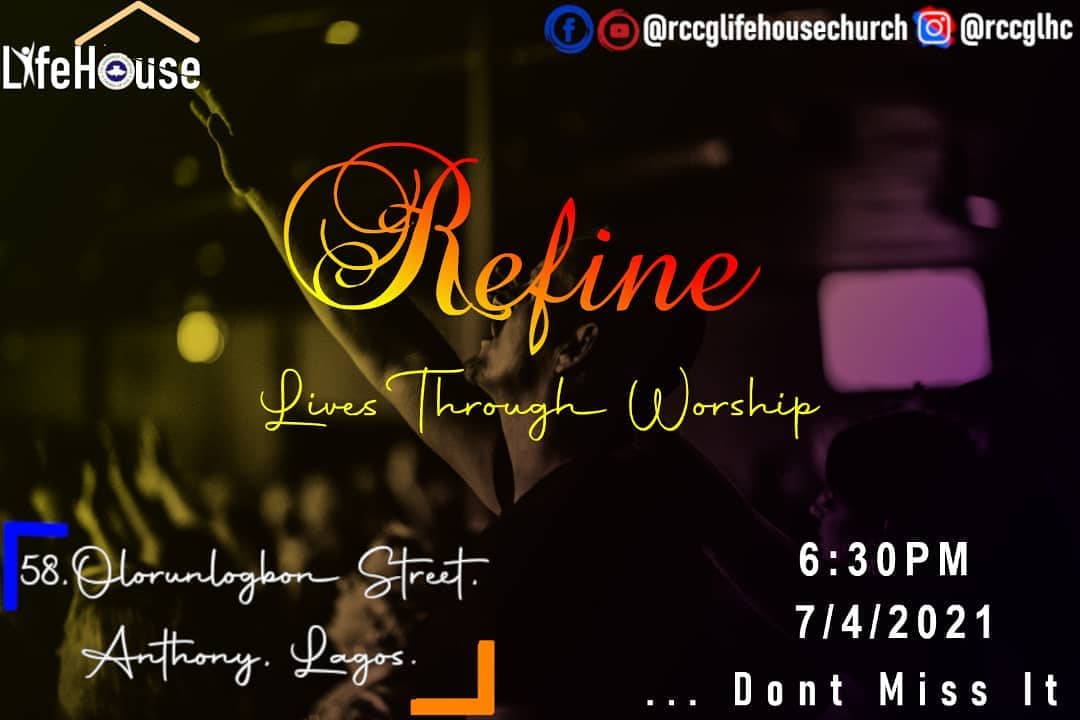 LifeHouse
@rccglifehousechurch @rccglhc
Refine
Lives Through Worship
58. Olorunlogbon Street.
Anthony. Lagos.
6:30PM
7/4/2021
... Dont Miss It